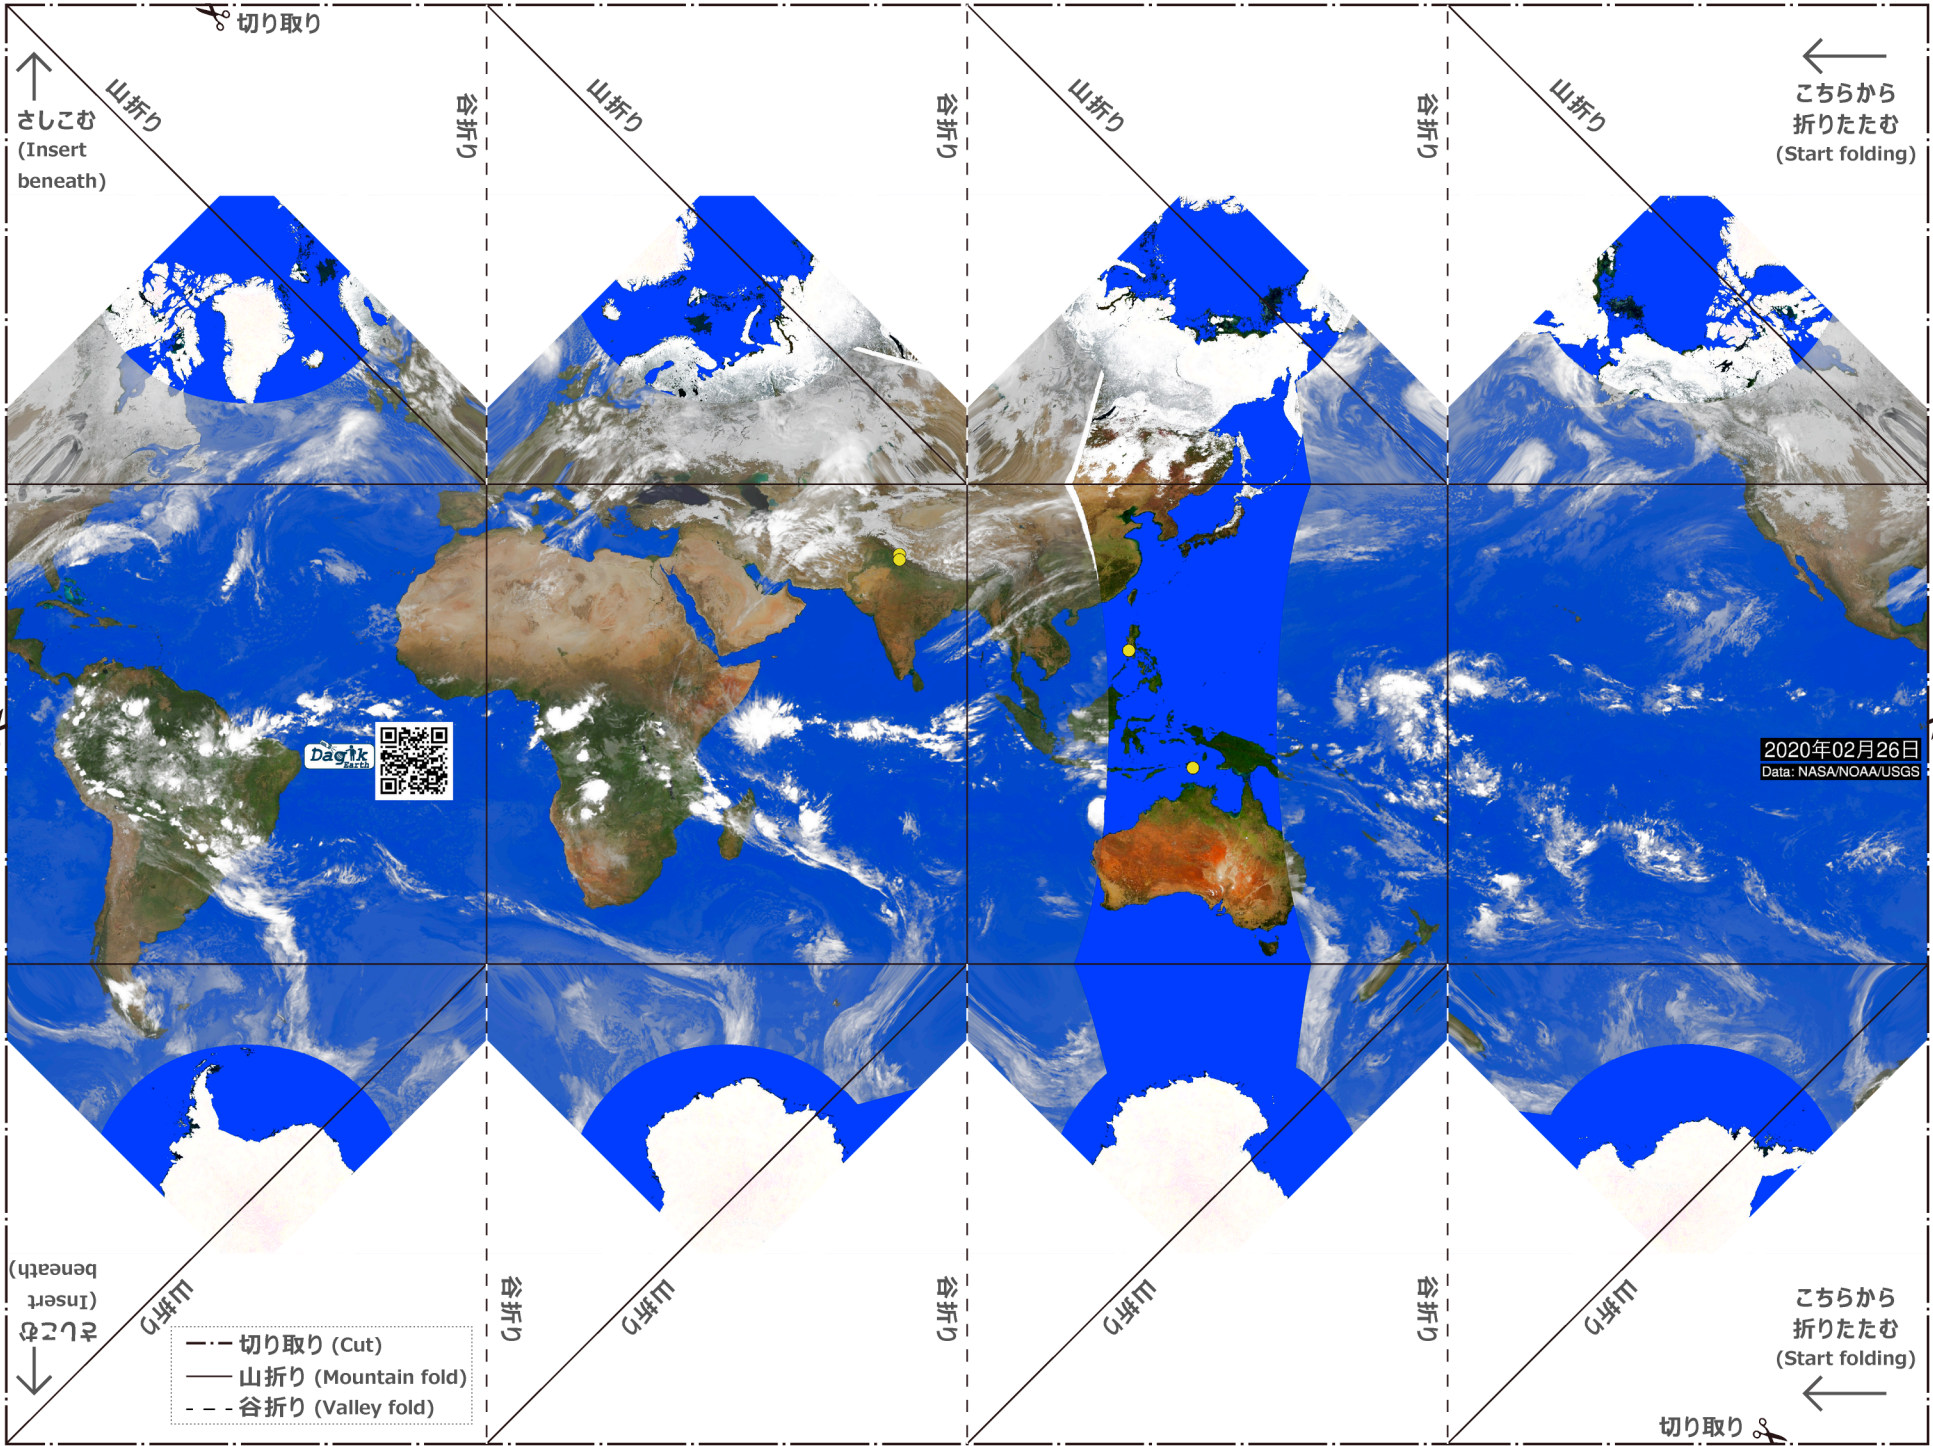 切り取り
山折り
谷折り
山折り
谷折り
山折り
谷折り
山折り
さしこむ
(Insert
beneath)
こちらから
折りたたむ
(Start folding)
Dagik
Earth
2020年02月26日
Data: NASA/NOAA/USGS
さしこむ
(Insert
beneath)
山折り
谷折り
山折り
谷折り
山折り
谷折り
山折り
こちらから
折りたたむ
(Start folding)
切り取り (Cut)
山折り (Mountain fold)
谷折り (Valley fold)
切り取り